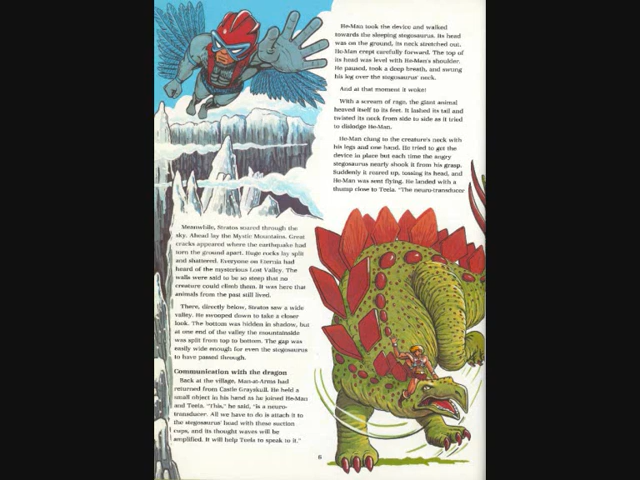 He-Man took the device and walked
towards the sleeping stegosaurus. Its head
was on the ground, its neck stretched out.
He-Man crept carefully forward. The top of
its head was level with He-Man's shoulder.
He paused, took a deep breath, and swung
his leg over the stegosaurus' neck.
And at that moment it woke!
With a scream of rage, the giant animal
heaved itself to its feet. It lashed its tail and
twisted its neck from side to side as it tried
to dislodge He-Man.
He-Man clung to the creature's neck with
his legs and one hand. He tried to get the
device in place but each time the angry
stegosaurus nearly shook it from his grasp.
Suddenly it roared up, tossing its head, and
He-Man was sent flying. He landed with a
thump close to Teela. "The neuro-transducer
Meanwhile, Stratos soared through the
sky. Ahead lay the Mystic Mountains. Great
cracks appeared where the earthquake had
torn the ground apart. Huge rocks lay split
and shattered. Everyone on Eternia had
heard of the mysterious Lost Valley. The
walls were said to be so steep that no
creature could climb them. It was here that
animals from the past still lived.
There, directly below, Stratos saw a wide
valley. He swooped down to take a closer
look. The bottom was hidden in shadow, but
at one end of the valley the mountainside
was split from top to bottom. The gap was
easily wide enough for even the stegosaurus
to have passed through.
Communication with the dragon
Back at the village, Man-at-Arms had
returned from Castle Grayskull. He held a
small object in his hand as he joined He-Man
and Teela. "This," he said, "is a neuro-
transducer. All we have to do is attach it to
the stegosaurus' head with these suction
cups, and its thought waves will be
amplified. It will help Teela to speak to it."
6